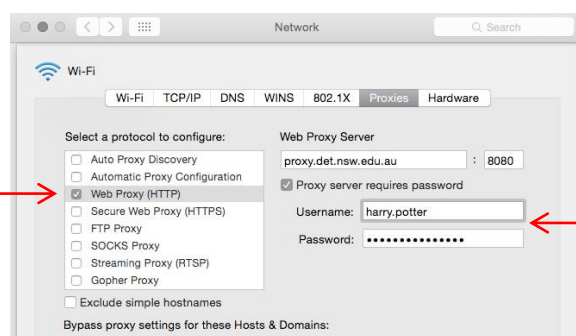 Network
Search
Wi-Fi
Wi-Fi TCP/IP DNS WINS 802.1X Proxies Hardware
Select a protocol to configure:
Auto Proxy Discovery
Automatic Proxy Configuration
Web Proxy (HTTP)
Secure Web Proxy (HTTPS)
FTP Proxy
SOCKS Proxy
Streaming Proxy (RTSP)
Gopher Proxy
Web Proxy Server
proxy.det.nsw.edu.au : 8080
Proxy server requires password
Username: harry.potter
Password: •••••••••••••••
Exclude simple hostnames
Bypass proxy settings for these Hosts & Domains: